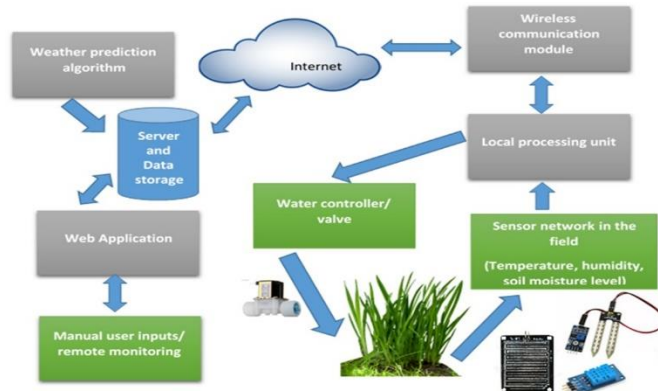 Weather prediction
algorithm
Internet
Wireless
communication
module
Server
and
Data
storage
Local processing unit
Water controller/
valve
Web Application
Sensor network in the
field
(Temperature, humidity,
soil moisture level)
Manual user inputs/
remote monitoring